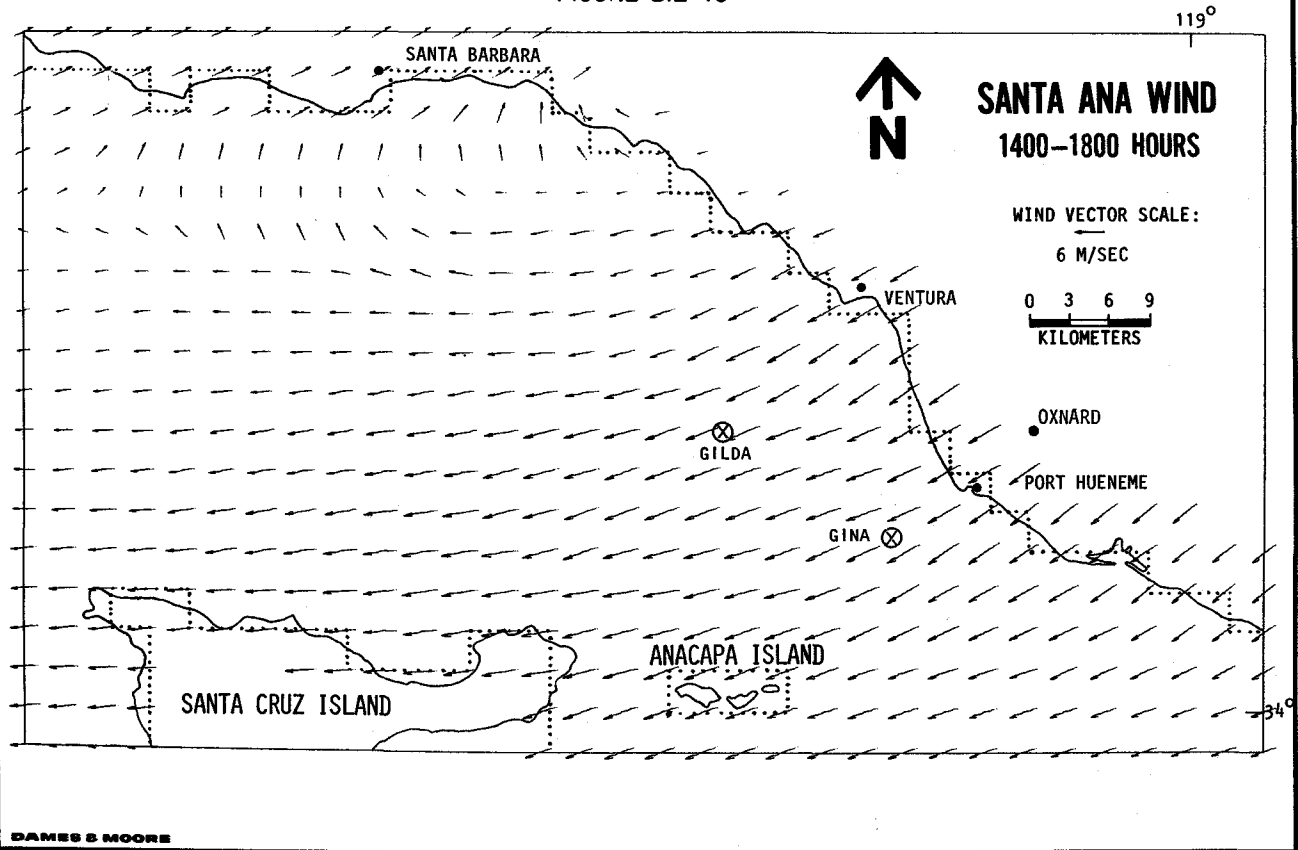 119°
SANTA BARBARA
SANTA ANA WIND
1400–1800 HOURS
N
WIND VECTOR SCALE:
6 M/SEC
0 3 6 9
KILOMETERS
VENTURA
OXNARD
GILDA
PORT HUENEME
GINA
ANACAPA ISLAND
SANTA CRUZ ISLAND
34°
DAMES & MOORE